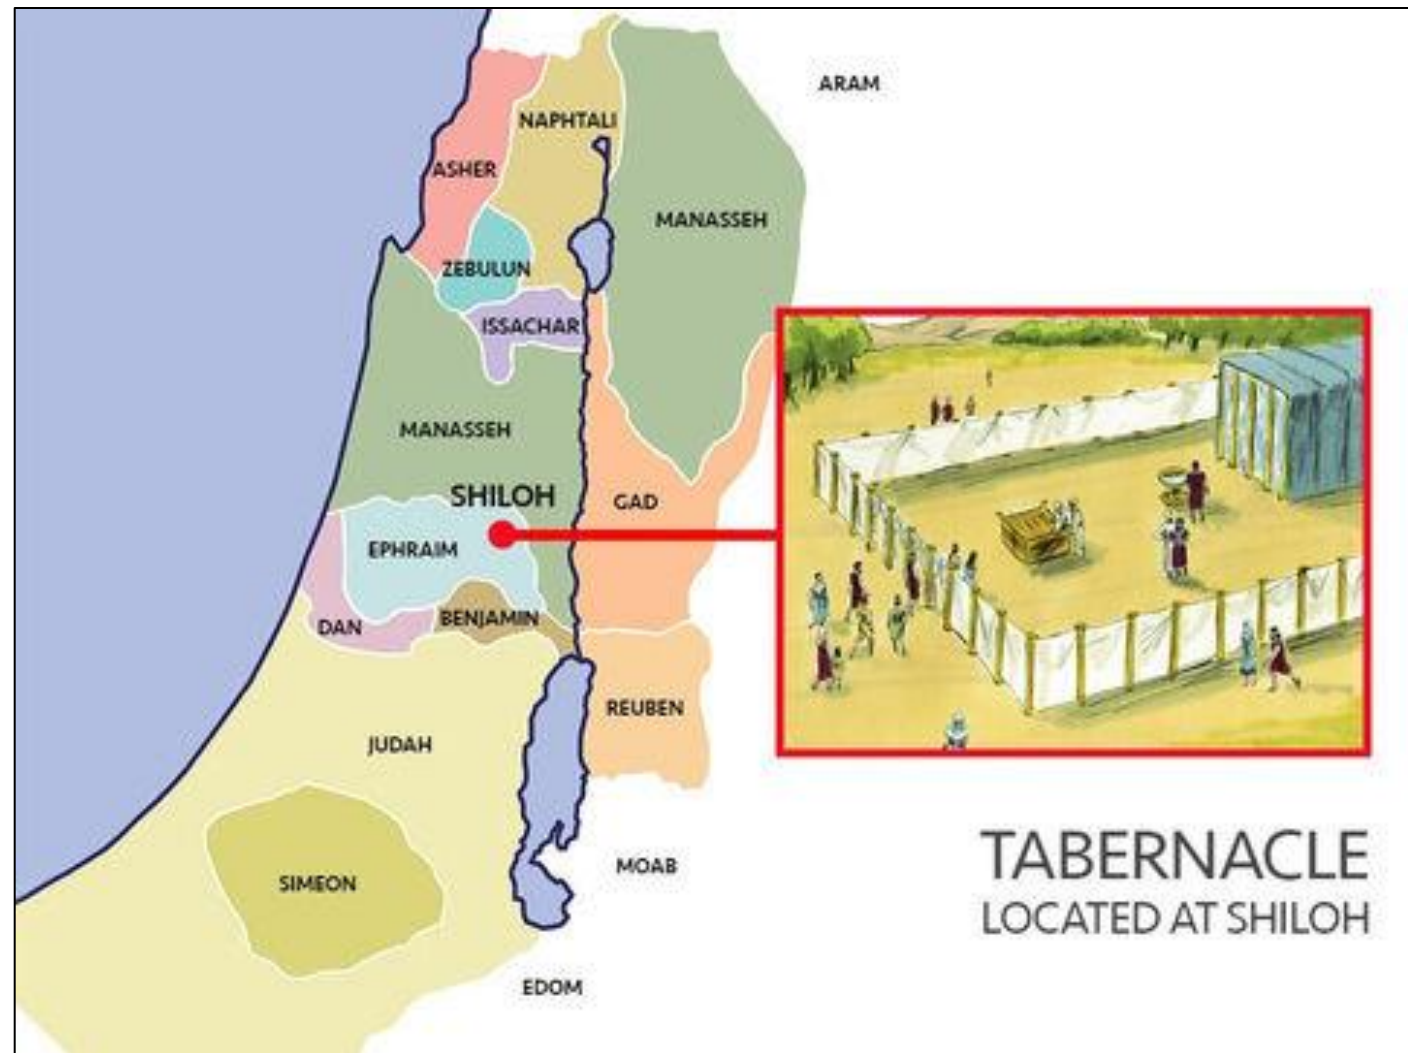 ARAM
NAPHTALI
ASHER
MANASSEH
ZEBULUN
ISSACHAR
MANASSEH
SHILOH
GAD
EPHRAIM
BENJAMIN
DAN
REUBEN
JUDAH
MOAB
SIMEON
EDOM
TABERNACLE
LOCATED AT SHILOH